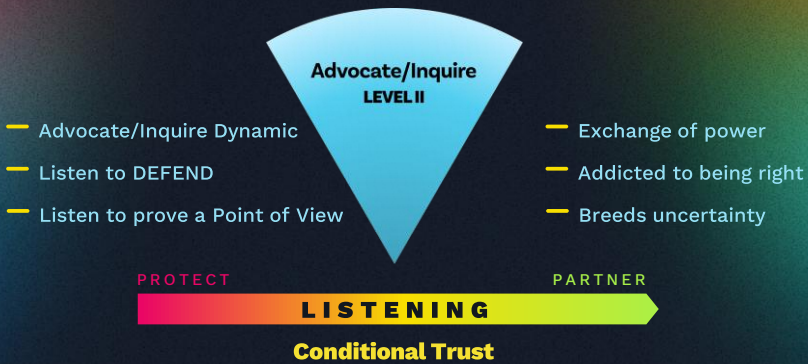 Advocate/Inquire
LEVEL II
Advocate/Inquire Dynamic
Listen to DEFEND
Listen to prove a Point of View
Exchange of power
Addicted to being right
Breeds uncertainty
PROTECT
PARTNER
LISTENING
Conditional Trust